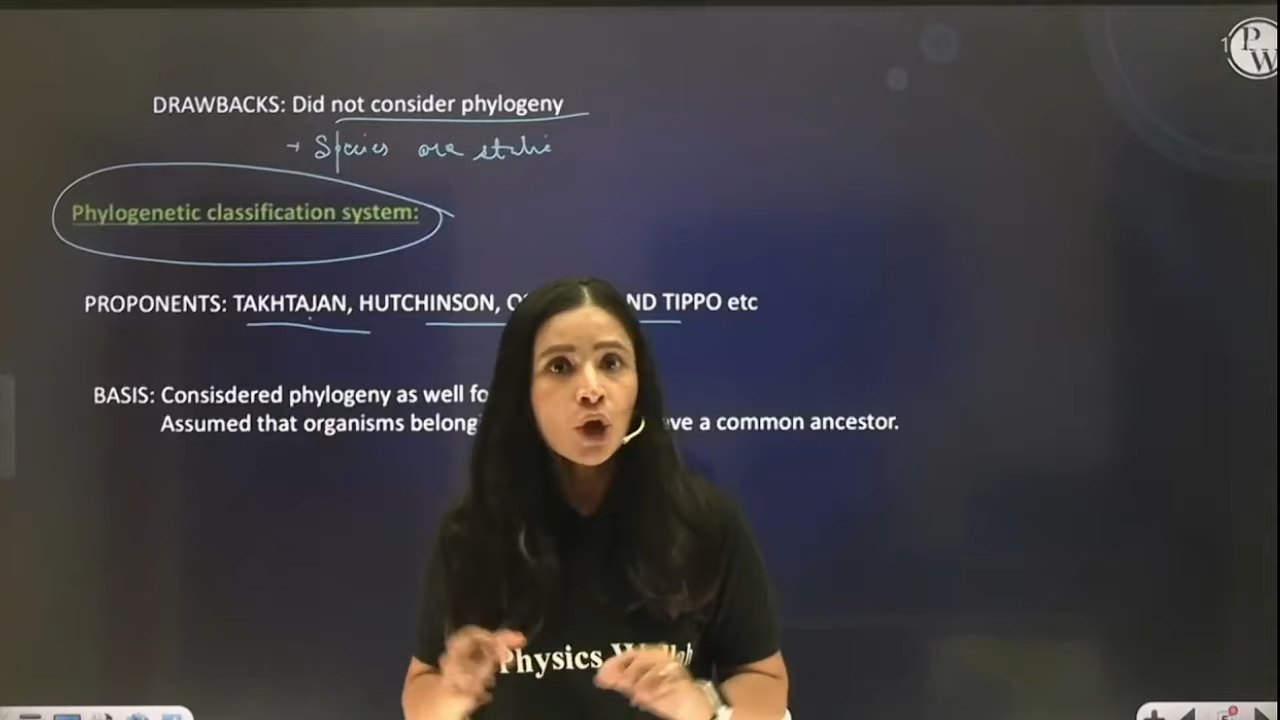 P
W
DRAWBACKS: Did not consider phylogeny
→ Species are static
Phylogenetic classification system:
PROPONENTS: TAKHTAJAN, HUTCHINSON, ND TIPPO etc
BASIS: Consisdered phylogeny as well fo
Assumed that organisms belong ve a common ancestor.
Physics W